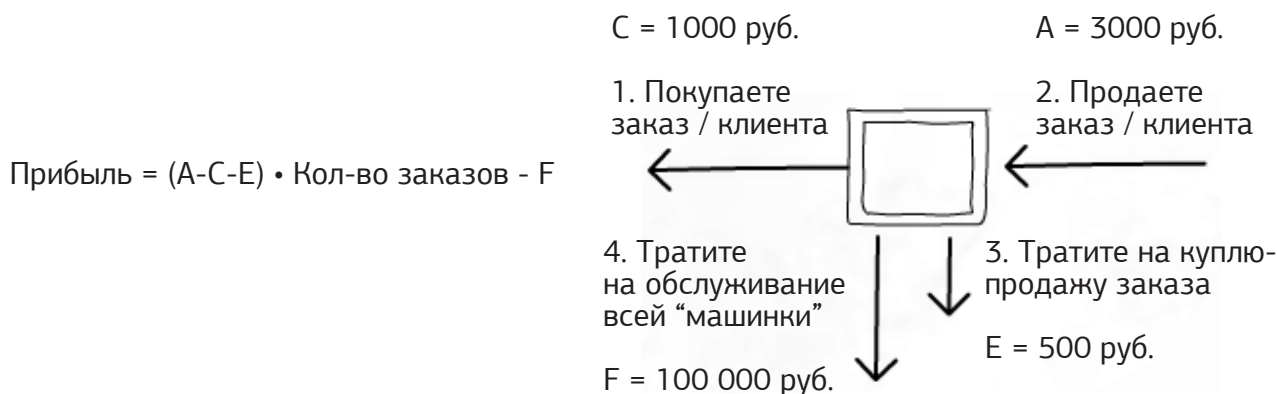 C = 1000 руб.
A = 3000 руб.
1. Покупаете
заказ / клиента
2. Продаете
заказ / клиента
Прибыль = (A-C-E) • Кол-во заказов - F
4. Тратите
на обслуживание
всей “машинки”
F = 100 000 руб.
3. Тратите на куплю-
продажу заказа
E = 500 руб.